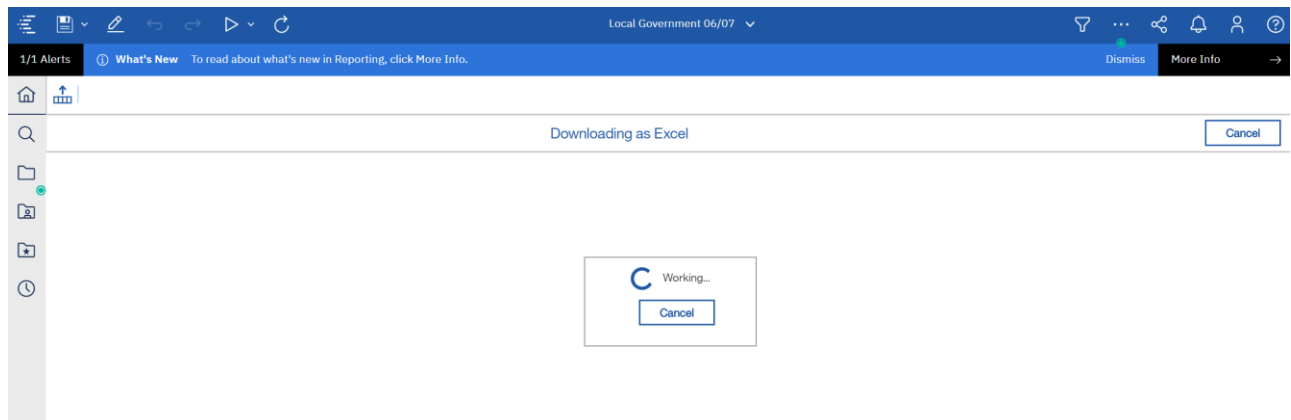 Local Government 06/07
1/1 Alerts
What's New To read about what's new in Reporting, click More Info.
Dismiss
More Info
Downloading as Excel
Cancel
Working...
Cancel